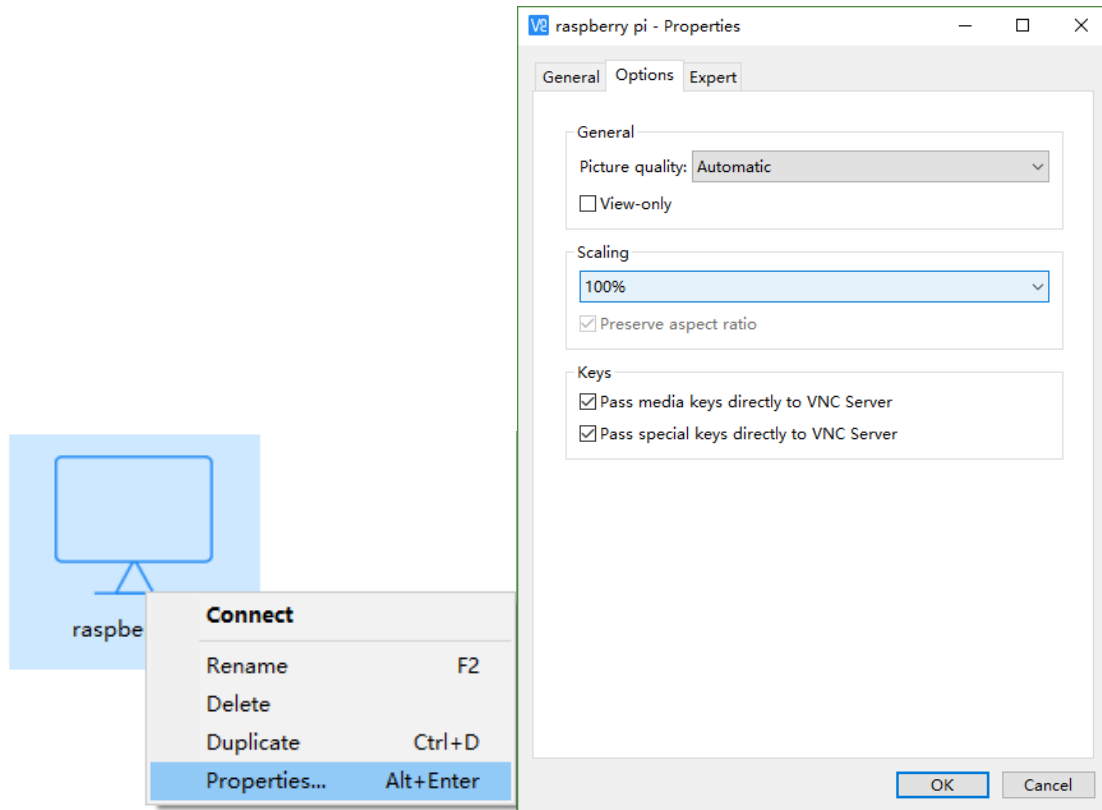 raspbe
Connect
Rename F2
Delete
Duplicate Ctrl+D
Properties... Alt+Enter
raspberry pi - Properties
General Options Expert
General
Picture quality: Automatic
View-only
Scaling
100%
Preserve aspect ratio
Keys
Pass media keys directly to VNC Server
Pass special keys directly to VNC Server
OK Cancel